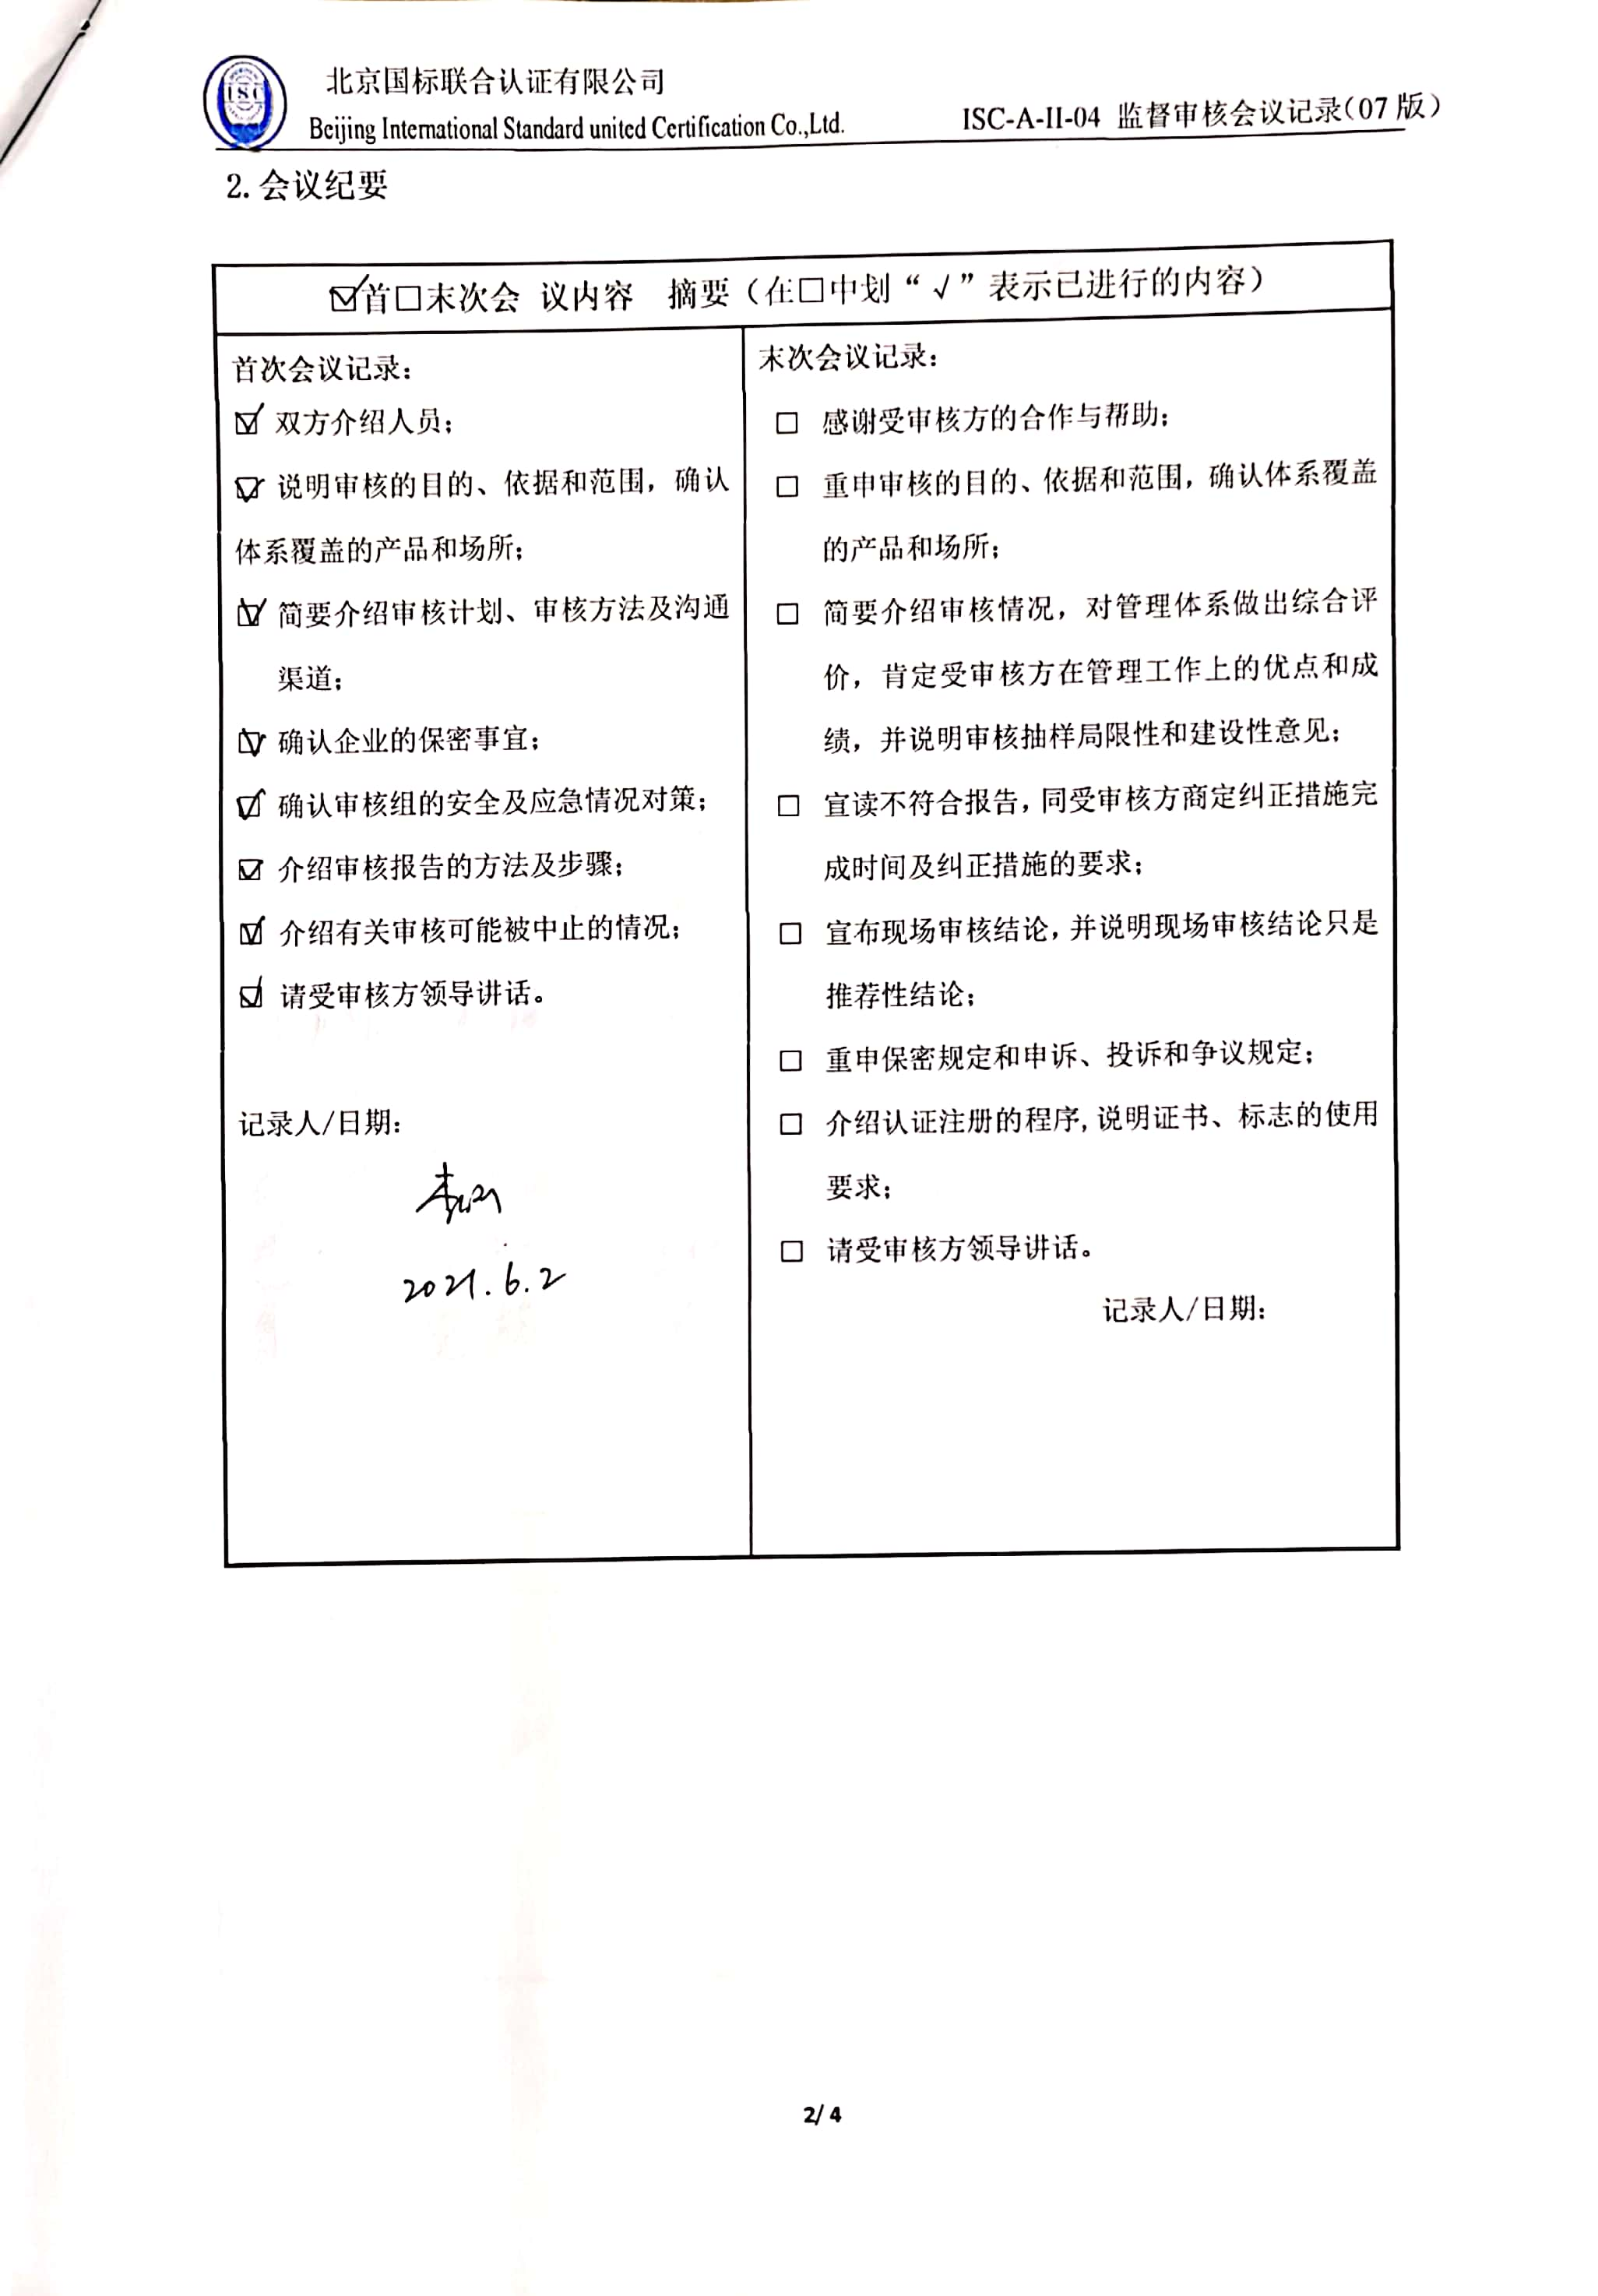 ISC
北京国标联合认证有限公司
Beijing International Standard united Certification Co.,Ltd.
ISC-A-II-04 监督审核会议记录(07 版)
2.会议纪要
☑首□末次会 议内容 摘要(在□中划“√”表示已进行的内容)
首次会议记录:
☑ 双方介绍人员;
☑ 说明审核的目的、依据和范围,确认
体系覆盖的产品和场所;
☑ 简要介绍审核计划、审核方法及沟通
渠道;
☑ 确认企业的保密事宜;
☑ 确认审核组的安全及应急情况对策;
☑ 介绍审核报告的方法及步骤;
☑ 介绍有关审核可能被中止的情况;
☑ 请受审核方领导讲话。
记录人/日期:
2021.6.2
末次会议记录:
□ 感谢受审核方的合作与帮助;
□ 重申审核的目的、依据和范围,确认体系覆盖
的产品和场所;
□ 简要介绍审核情况,对管理体系做出综合评
价,肯定受审核方在管理工作上的优点和成
绩,并说明审核抽样局限性和建设性意见;
□ 宣读不符合报告,同受审核方商定纠正措施完
成时间及纠正措施的要求;
□ 宣布现场审核结论,并说明现场审核结论只是
推荐性结论;
□ 重申保密规定和申诉、投诉和争议规定;
□ 介绍认证注册的程序,说明证书、标志的使用
要求;
□ 请受审核方领导讲话。
记录人/日期:
2/ 4